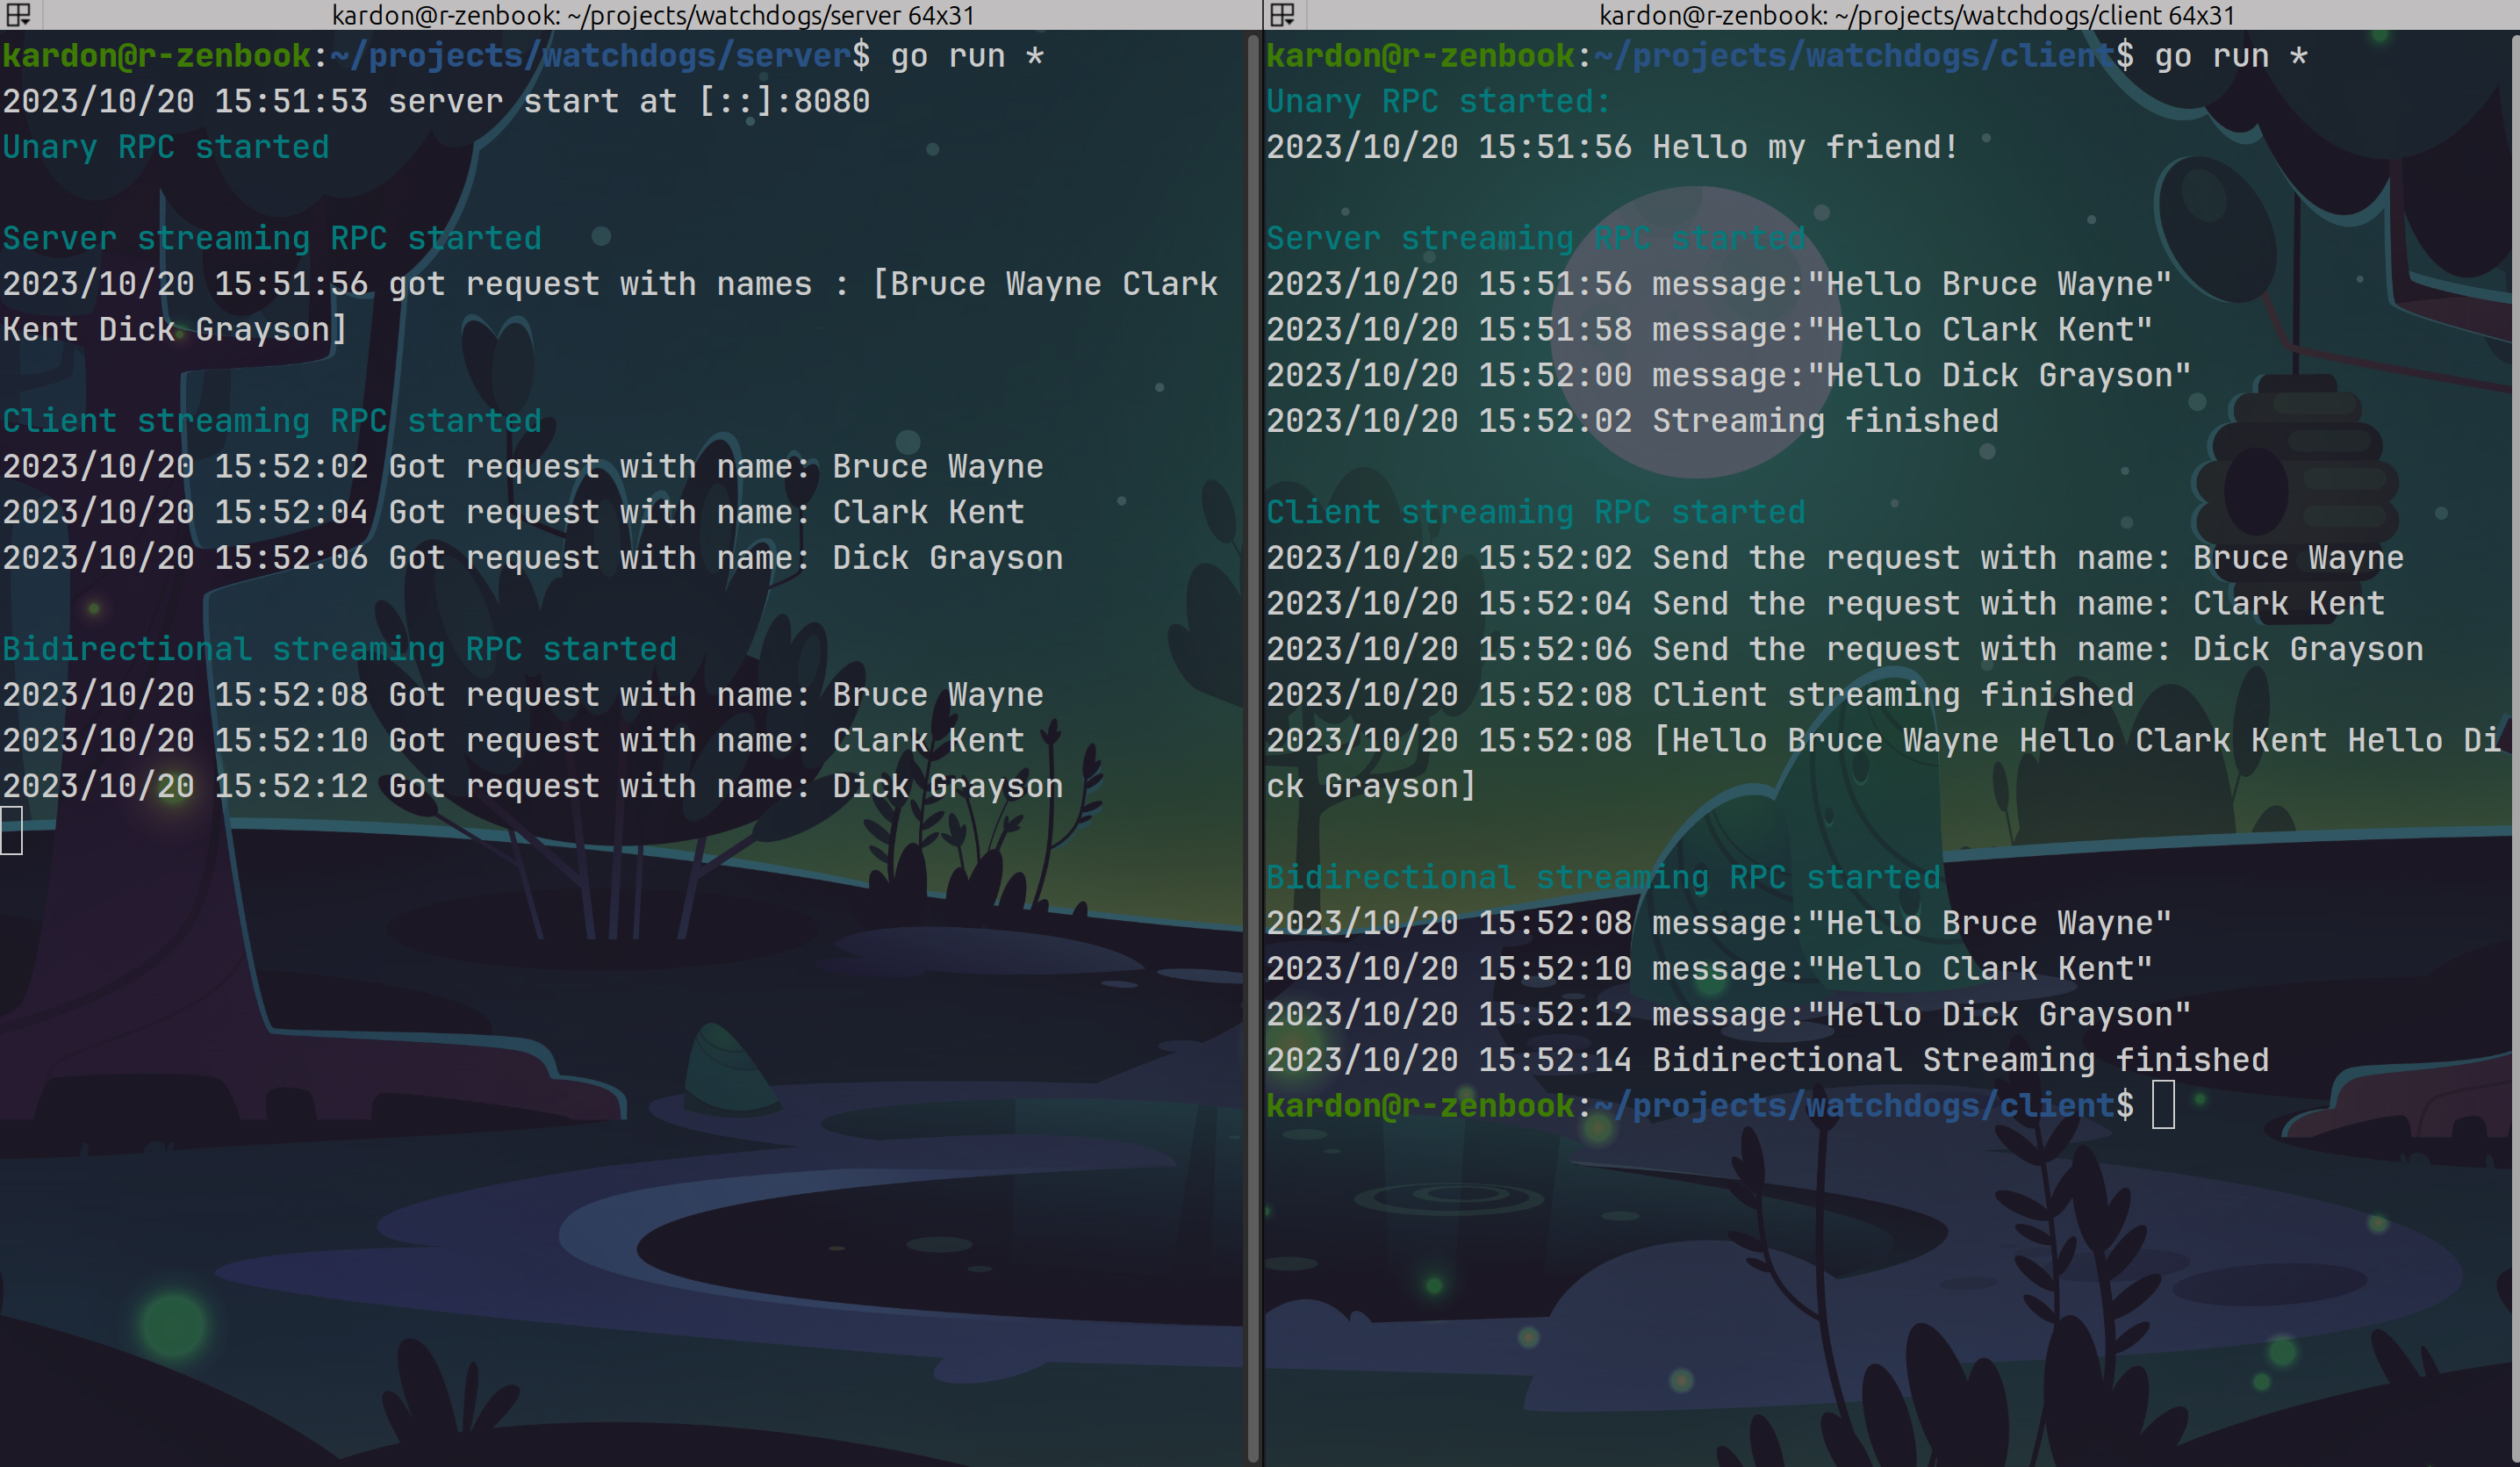 kardon@r-zenbook: ~/projects/watchdogs/server 64x31
kardon@r-zenbook:~/projects/watchdogs/server$ go run *
2023/10/20 15:51:53 server start at [::]:8080
Unary RPC started
Server streaming RPC started
2023/10/20 15:51:56 got request with names : [Bruce Wayne Clark
Kent Dick Grayson]
Client streaming RPC started
2023/10/20 15:52:02 Got request with name: Bruce Wayne
2023/10/20 15:52:04 Got request with name: Clark Kent
2023/10/20 15:52:06 Got request with name: Dick Grayson
Bidirectional streaming RPC started
2023/10/20 15:52:08 Got request with name: Bruce Wayne
2023/10/20 15:52:10 Got request with name: Clark Kent
2023/10/20 15:52:12 Got request with name: Dick Grayson
kardon@r-zenbook: ~/projects/watchdogs/client 64x31
kardon@r-zenbook:~/projects/watchdogs/client$ go run *
Unary RPC started:
2023/10/20 15:51:56 Hello my friend!
Server streaming RPC started
2023/10/20 15:51:56 message:"Hello Bruce Wayne"
2023/10/20 15:51:58 message:"Hello Clark Kent"
2023/10/20 15:52:00 message:"Hello Dick Grayson"
2023/10/20 15:52:02 Streaming finished
Client streaming RPC started
2023/10/20 15:52:02 Send the request with name: Bruce Wayne
2023/10/20 15:52:04 Send the request with name: Clark Kent
2023/10/20 15:52:06 Send the request with name: Dick Grayson
2023/10/20 15:52:08 Client streaming finished
2023/10/20 15:52:08 [Hello Bruce Wayne Hello Clark Kent Hello Di
ck Grayson]
Bidirectional streaming RPC started
2023/10/20 15:52:08 message:"Hello Bruce Wayne"
2023/10/20 15:52:10 message:"Hello Clark Kent"
2023/10/20 15:52:12 message:"Hello Dick Grayson"
2023/10/20 15:52:14 Bidirectional Streaming finished
kardon@r-zenbook:~/projects/watchdogs/client$